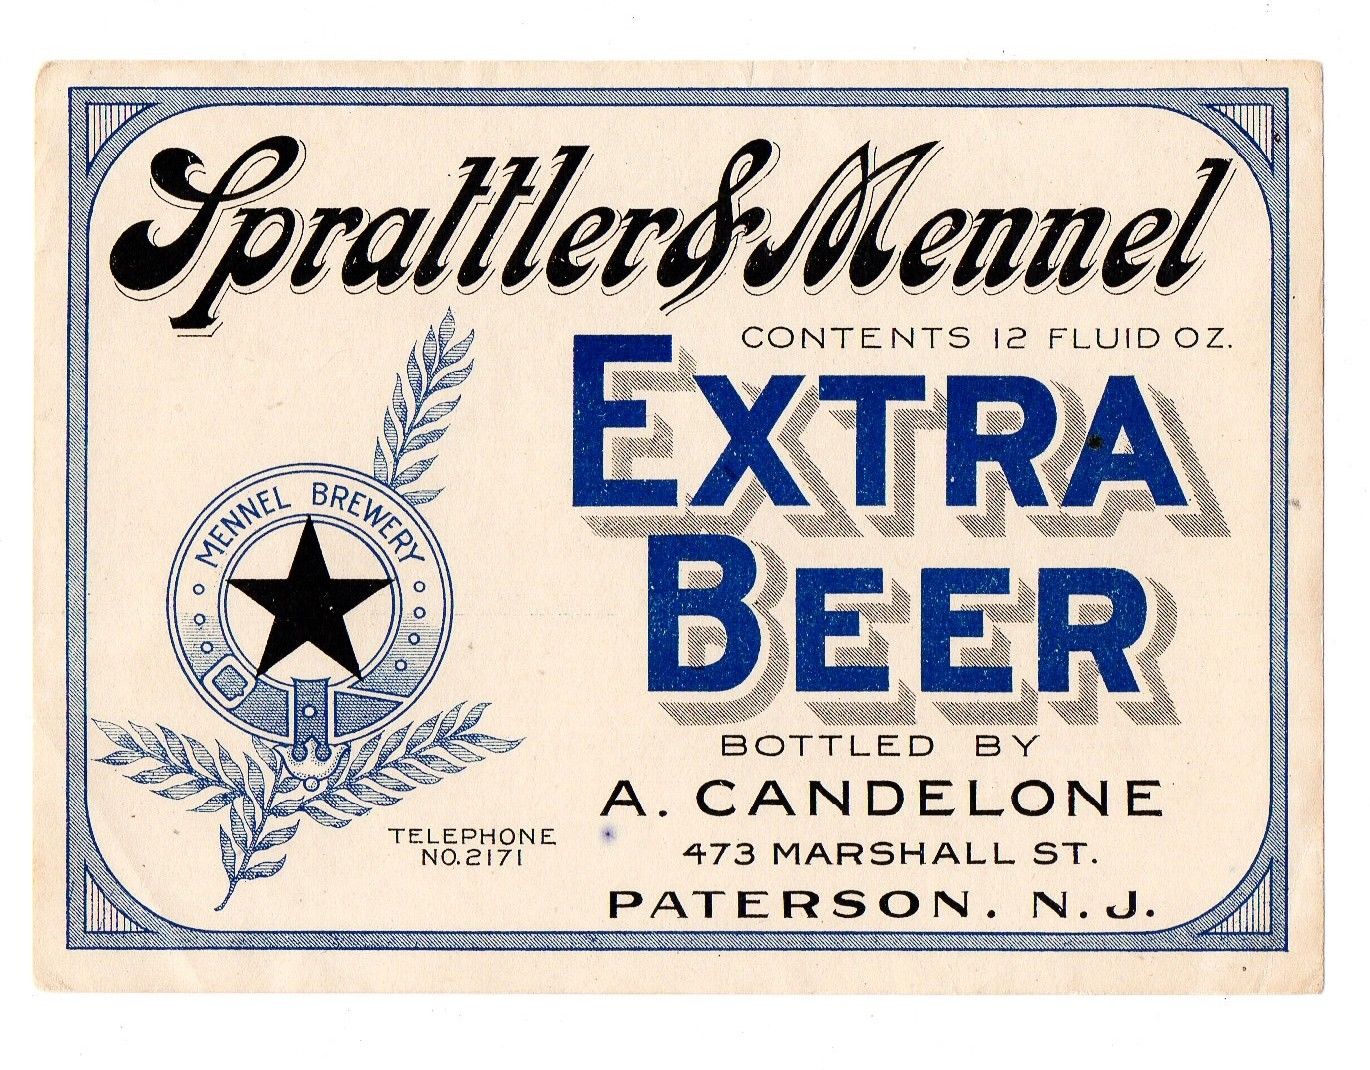 Sprattler & Mennel
CONTENTS 12 FLUID OZ.
EXTRA
BEER
MENNEL BREWERY
BOTTLED BY
A. CANDELONE
473 MARSHALL ST.
PATERSON. N. J.
TELEPHONE
NO. 2171